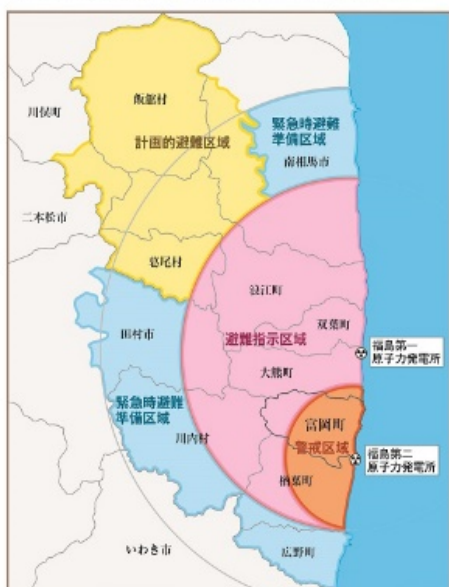 飯舘村
川俣町
計画的避難区域
緊急時避難
準備区域
南相馬市
二本松市
葛尾村
浪江町
田村市
双葉町
避難指示区域
福島第一
原子力発電所
大熊町
緊急時避難
準備区域
富岡町
川内村
警戒区域
福島第二
原子力発電所
楢葉町
いわき市
広野町